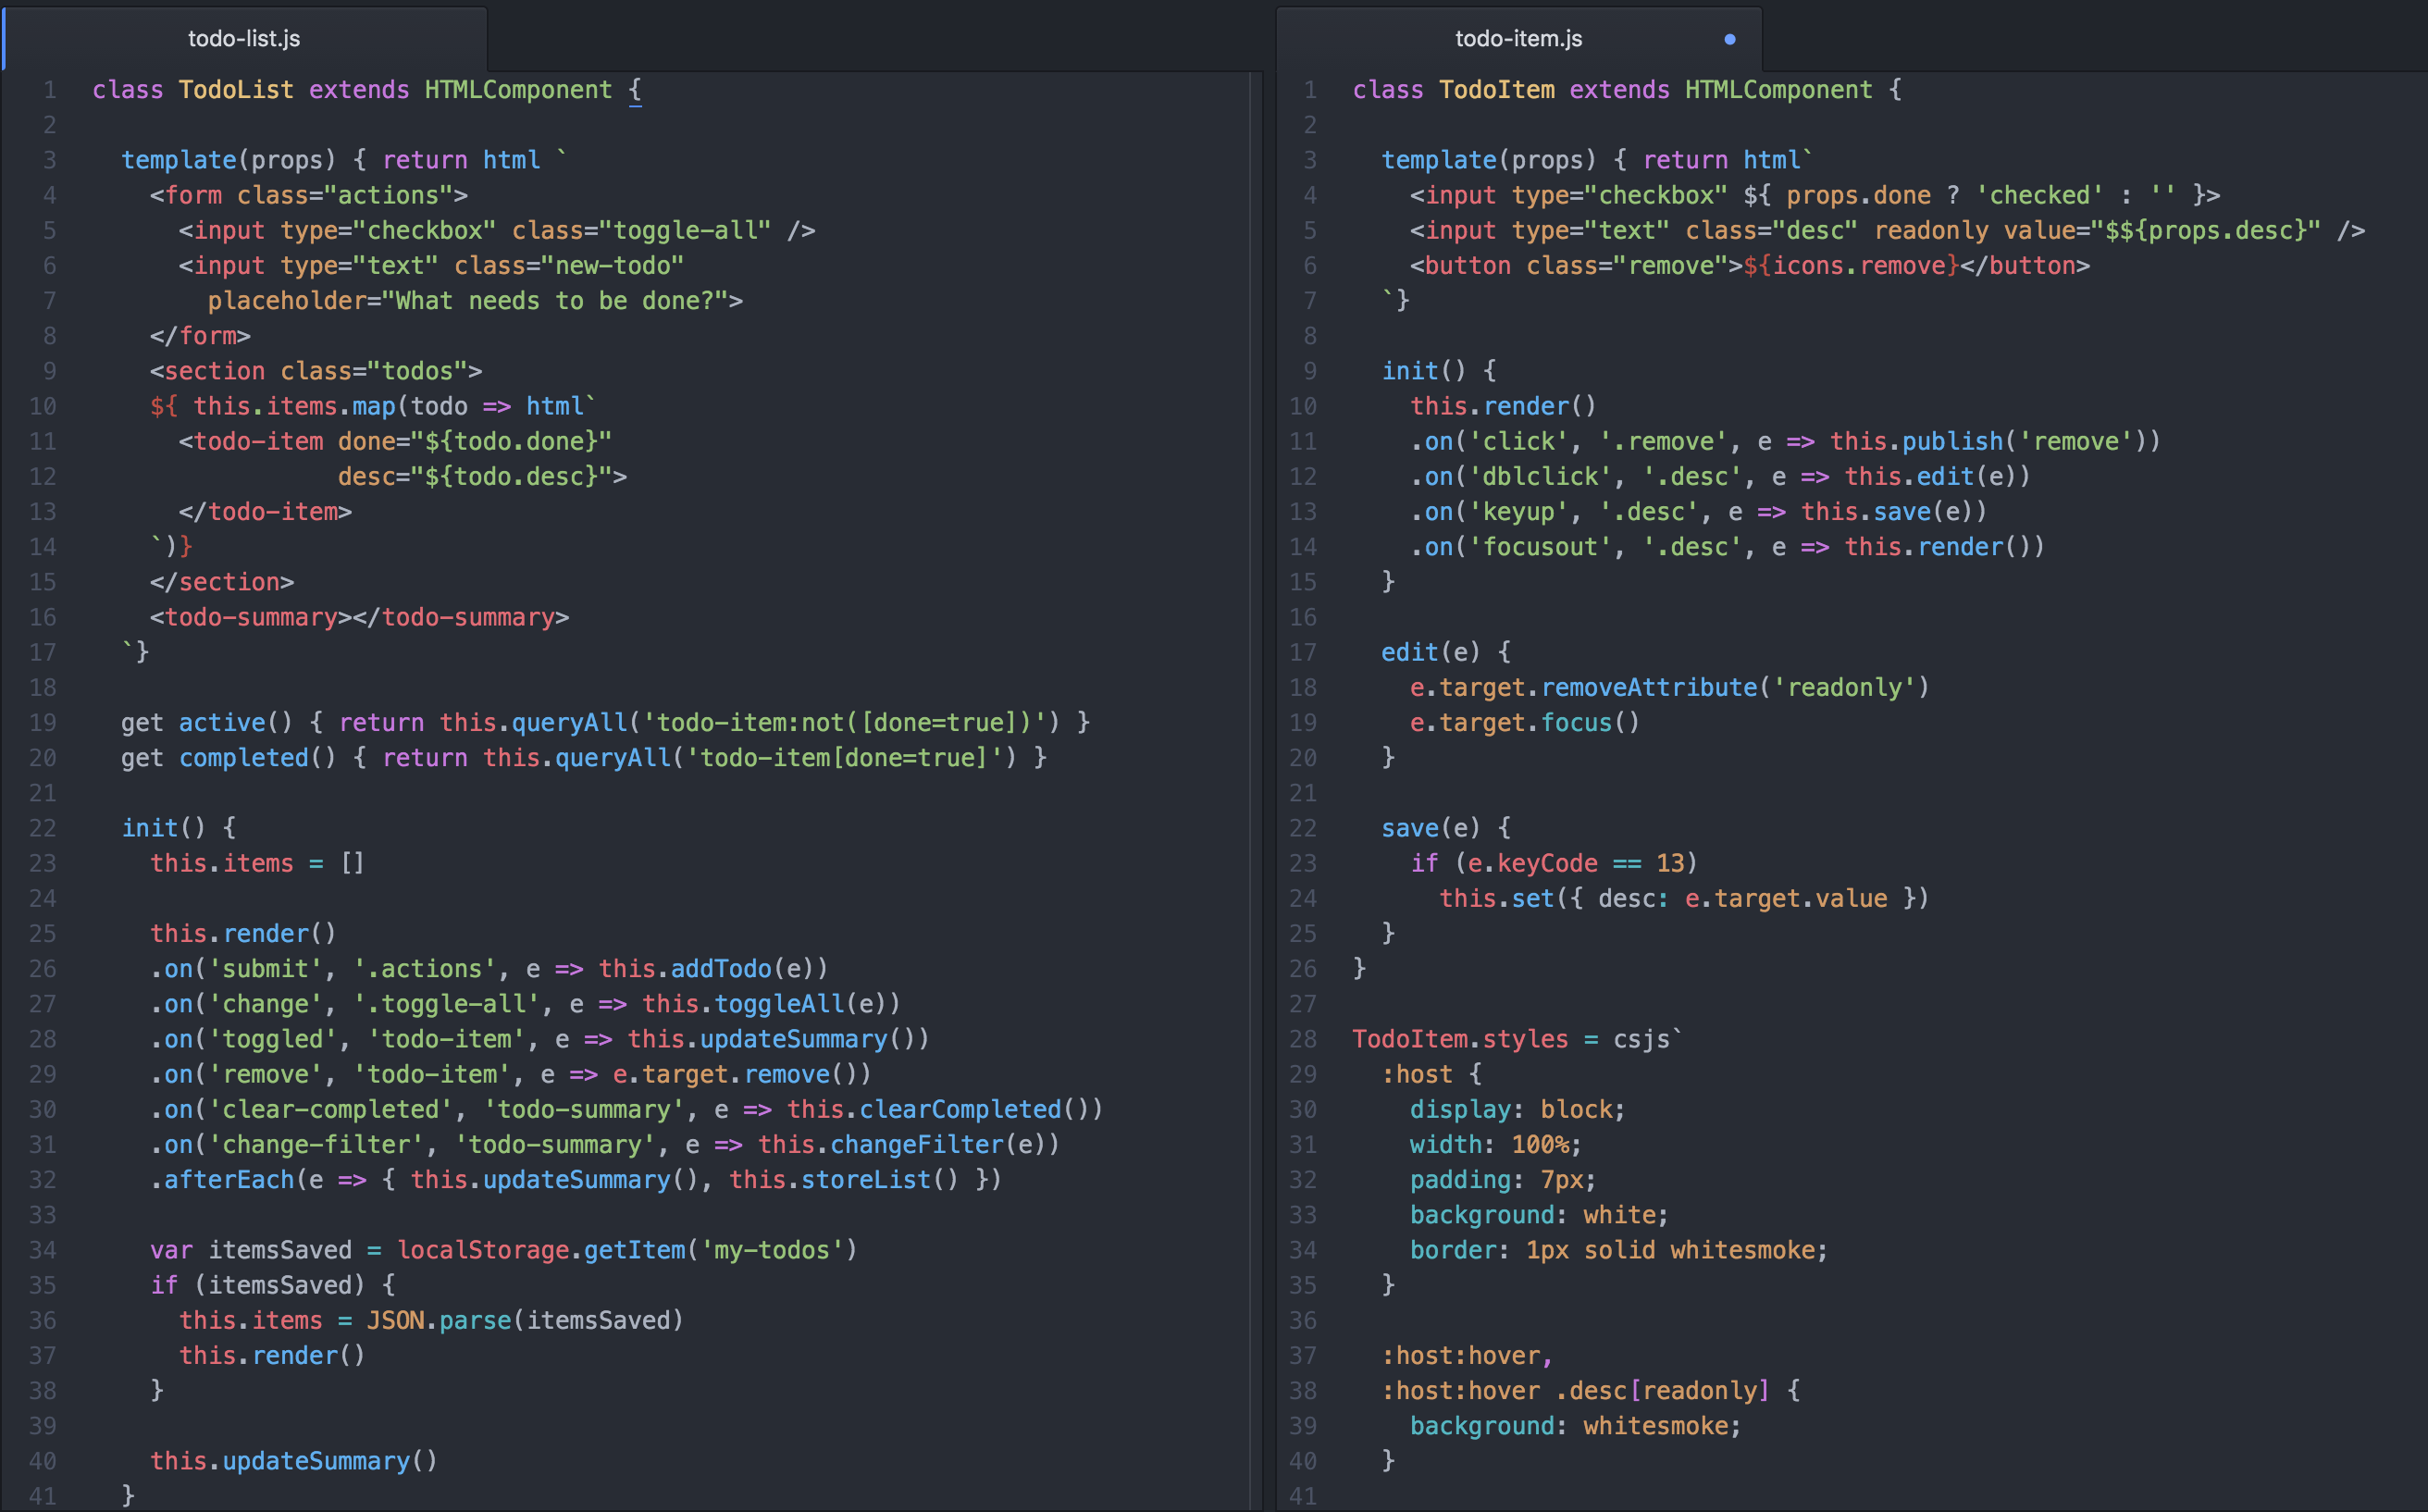 todo-list.js
1 class TodoList extends HTMLComponent {
2
3   template(props) { return html `
4     <form class="actions">
5       <input type="checkbox" class="toggle-all" />
6       <input type="text" class="new-todo"
7         placeholder="What needs to be done?">
8     </form>
9     <section class="todos">
10     ${ this.items.map(todo => html`
11       <todo-item done="${todo.done}"
12                  desc="${todo.desc}">
13       </todo-item>
14     `)}
15     </section>
16     <todo-summary></todo-summary>
17   `}
18
19   get active() { return this.queryAll('todo-item:not([done=true])') }
20   get completed() { return this.queryAll('todo-item[done=true]') }
21
22   init() {
23     this.items = []
24
25     this.render()
26     .on('submit', '.actions', e => this.addTodo(e))
27     .on('change', '.toggle-all', e => this.toggleAll(e))
28     .on('toggled', 'todo-item', e => this.updateSummary())
29     .on('remove', 'todo-item', e => e.target.remove())
30     .on('clear-completed', 'todo-summary', e => this.clearCompleted())
31     .on('change-filter', 'todo-summary', e => this.changeFilter(e))
32     .afterEach(e => { this.updateSummary(), this.storeList() })
33
34     var itemsSaved = localStorage.getItem('my-todos')
35     if (itemsSaved) {
36       this.items = JSON.parse(itemsSaved)
37       this.render()
38     }
39
40     this.updateSummary()
41   }
todo-item.js
1 class TodoItem extends HTMLComponent {
2
3   template(props) { return html`
4     <input type="checkbox" ${ props.done ? 'checked' : '' }>
5     <input type="text" class="desc" readonly value="$${props.desc}" />
6     <button class="remove">${icons.remove}</button>
7   `}
8
9   init() {
10     this.render()
11     .on('click', '.remove', e => this.publish('remove'))
12     .on('dblclick', '.desc', e => this.edit(e))
13     .on('keyup', '.desc', e => this.save(e))
14     .on('focusout', '.desc', e => this.render())
15   }
16
17   edit(e) {
18     e.target.removeAttribute('readonly')
19     e.target.focus()
20   }
21
22   save(e) {
23     if (e.keyCode == 13)
24       this.set({ desc: e.target.value })
25   }
26 }
27
28 TodoItem.styles = csjs`
29   :host {
30     display: block;
31     width: 100%;
32     padding: 7px;
33     background: white;
34     border: 1px solid whitesmoke;
35   }
36
37   :host:hover,
38   :host:hover .desc[readonly] {
39     background: whitesmoke;
40   }
41